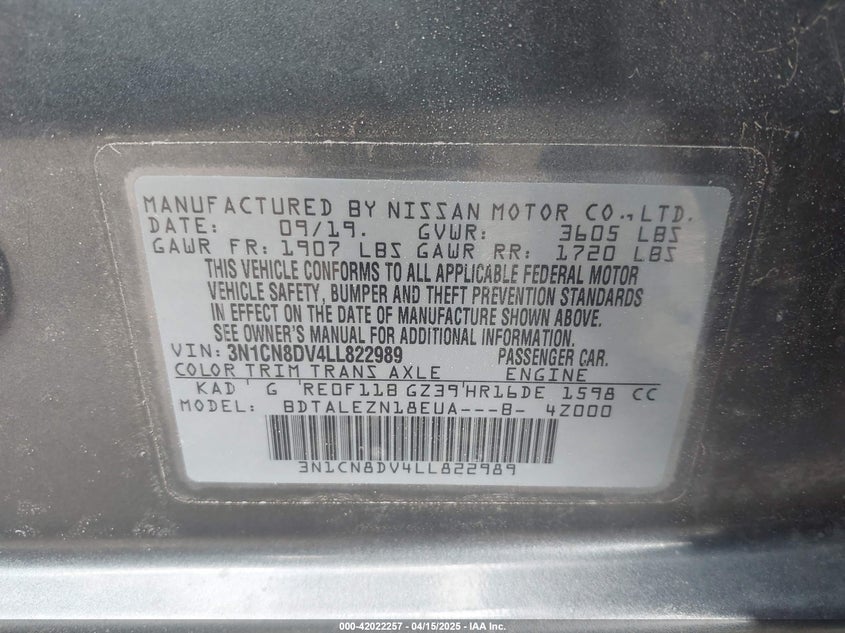 MANUFACTURED BY NISSAN MOTOR CO., LTD.
DATE: 09/19. GVWR: 3605 LBS
GAWR FR: 1907 LBS GAWR RR: 1720 LBS
THIS VEHICLE CONFORMS TO ALL APPLICABLE FEDERAL MOTOR
VEHICLE SAFETY, BUMPER AND THEFT PREVENTION STANDARDS
IN EFFECT ON THE DATE OF MANUFACTURE SHOWN ABOVE.
SEE OWNER'S MANUAL FOR ADDITIONAL INFORMATION.
VIN: 3N1CN8DV4LL822989 PASSENGER CAR.
COLOR TRIM TRANS AXLE ENGINE
KAD G RE0F11B GZ39 HR16DE 1598 CC
MODEL: BDTALEZN18EUA---B- 4Z000
3N1CN8DV4LL822989
000-42022257 - 04/15/2025 - IAA Inc.